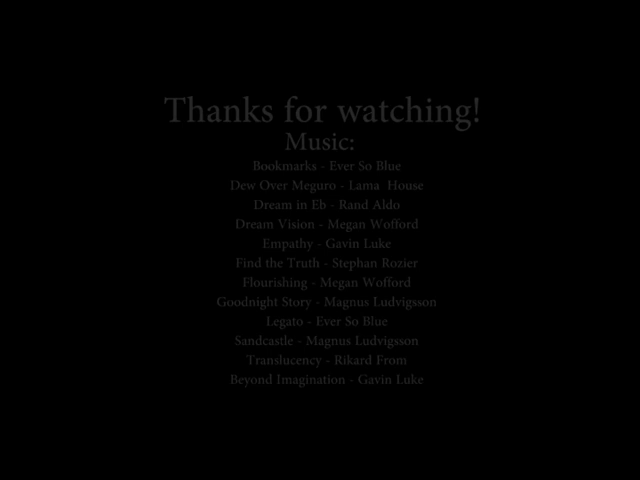 Thanks for watching!
Music:
Bookmarks - Ever So Blue
Dew Over Meguro - Lama  House
Dream in Eb - Rand Aldo
Dream Vision - Megan Wofford
Empathy - Gavin Luke
Find the Truth - Stephan Rozier
Flourishing - Megan Wofford
Goodnight Story - Magnus Ludvigsson
Legato - Ever So Blue
Sandcastle - Magnus Ludvigsson
Translucency - Rikard From
Beyond Imagination - Gavin Luke